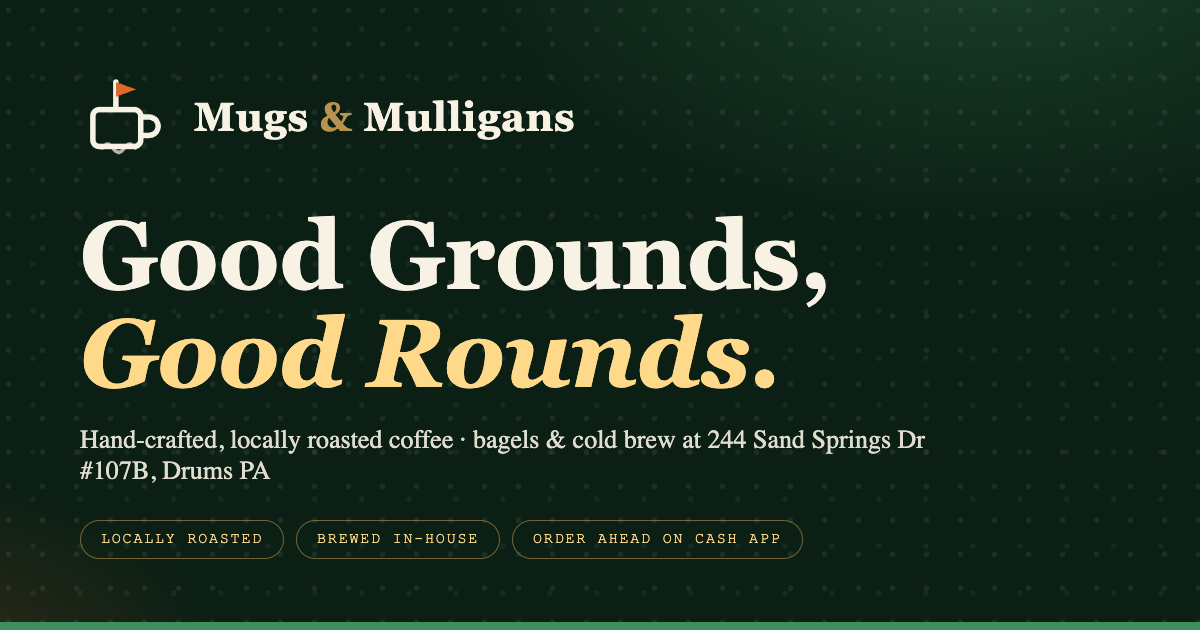 Mugs & Mulligans
Good Grounds,
Good Rounds.
Hand-crafted, locally roasted coffee · bagels & cold brew at 244 Sand Springs Dr
#107B, Drums PA
LOCALLY ROASTED
BREWED IN-HOUSE
ORDER AHEAD ON CASH APP